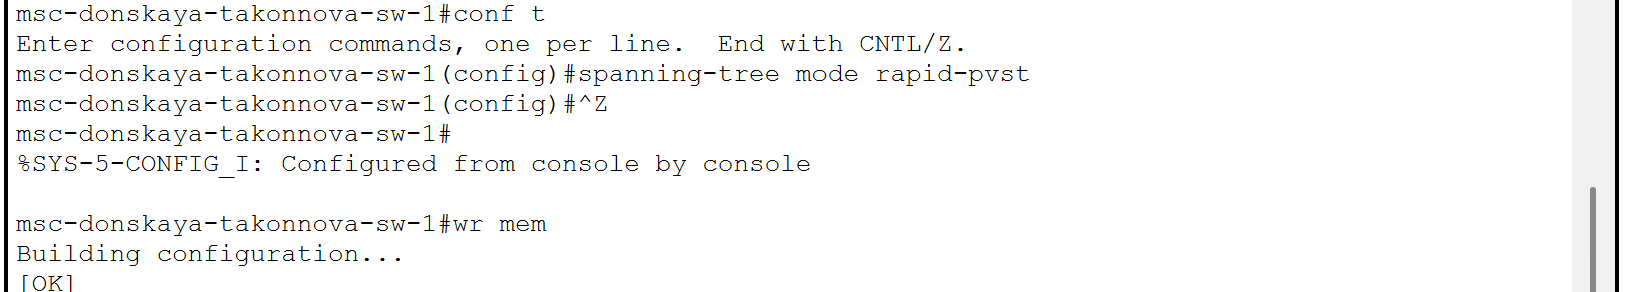 msc-donskaya-takonnova-sw-1#conf t
Enter configuration commands, one per line.  End with CNTL/Z.
msc-donskaya-takonnova-sw-1(config)#spanning-tree mode rapid-pvst
msc-donskaya-takonnova-sw-1(config)#^Z
msc-donskaya-takonnova-sw-1#
%SYS-5-CONFIG_I: Configured from console by console
msc-donskaya-takonnova-sw-1#wr mem
Building configuration...
[OK]